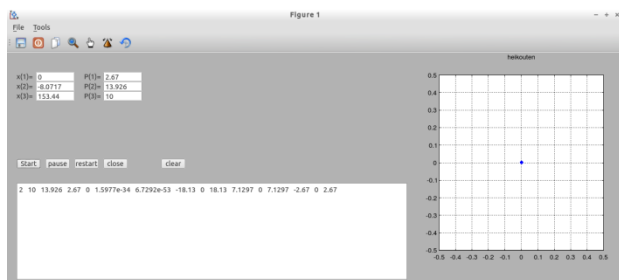 Figure 1
File Tools
x(1)= 0 P(1)= 2.67
x(2)= -8.0717 P(2)= 13.926
x(3)= 153.44 P(3)= 10
Start pause restart close clear
2 10 13.926 2.67 0 1.5977e-34 6.7292e-53 -18.13 0 18.13 7.1297 0 7.1297 -2.67 0 2.67
heikouten
0.5
0.4
0.3
0.2
0.1
0
-0.1
-0.2
-0.3
-0.4
-0.5
-0.5 -0.4 -0.3 -0.2 -0.1 0 0.1 0.2 0.3 0.4 0.5